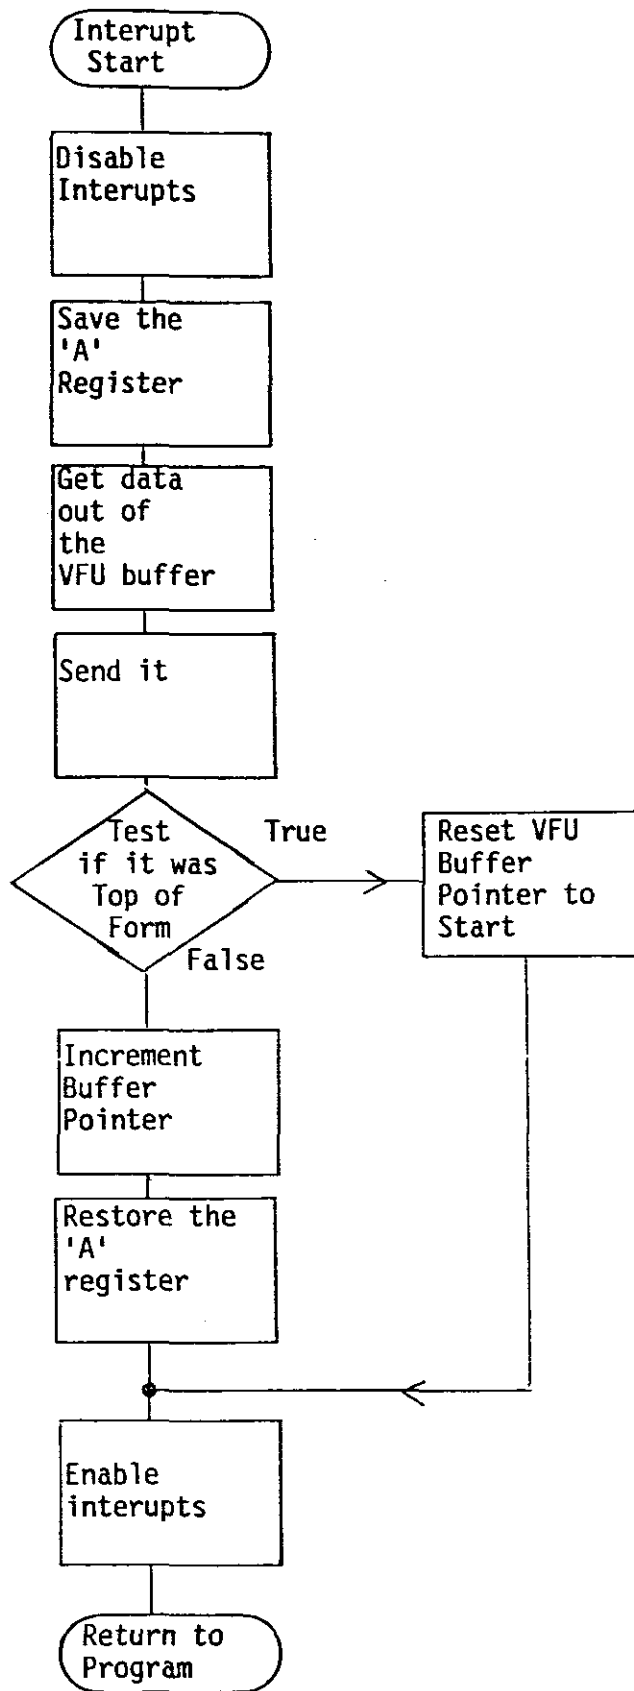 Interupt
Start
Disable
Interupts
Save the
'A'
Register
Get data
out of
the
VFU buffer
Send it
Test
if it was
Top of
Form
True
False
Reset VFU
Buffer
Pointer to
Start
Increment
Buffer
Pointer
Restore the
'A'
register
Enable
interupts
Return to
Program